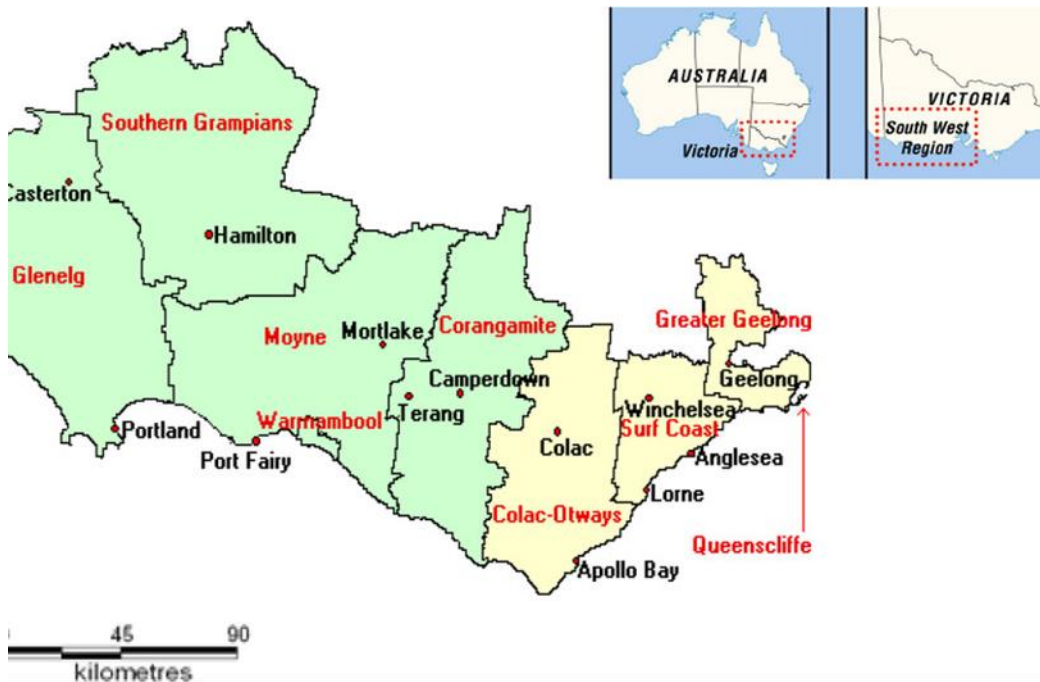 AUSTRALIA
Victoria
VICTORIA
South West
Region
Southern Grampians
Casterton
Hamilton
Glenelg
Moyne
Mortlake
Corangamite
Greater Geelong
Camperdown
Geelong
Terang
Winchelsea
Warrnambool
Surf Coast
Portland
Port Fairy
Colac
Anglesea
Lorne
Colac-Otways
Queenscliffe
Apollo Bay
45 90
kilometres